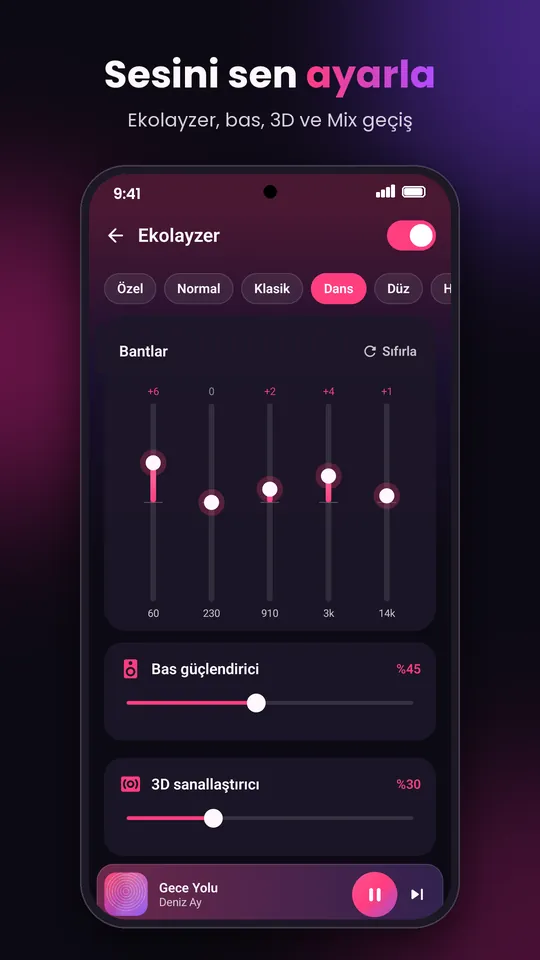 Sesini sen ayarla
Ekolayzer, bas, 3D ve Mix geçiş
9:41
Ekolayzer
Özel Normal Klasik Dans Düz H
Bantlar Sıfırla
+6 0 +2 +4 +1
60 230 910 3k 14k
Bas güçlendirici %45
3D sanallaştırıcı %30
Gece Yolu
Deniz Ay